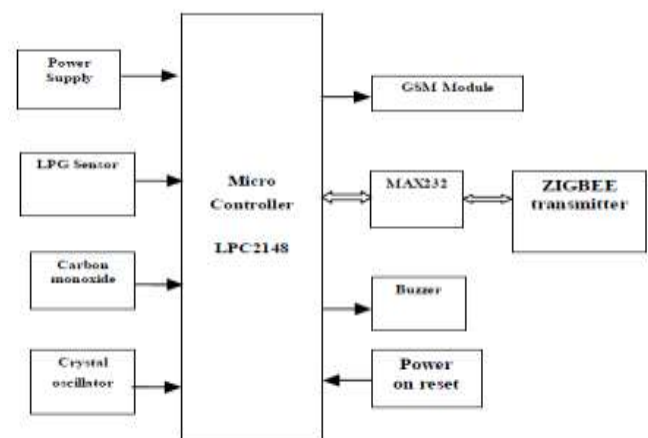 Power
Supply
LPG Sensor
Carbon
monoxide
Crystal
oscillator
Micro
Controller
LPC2148
GSM Module
MAX232
ZIGBEE
transmitter
Buzzer
Power
on reset